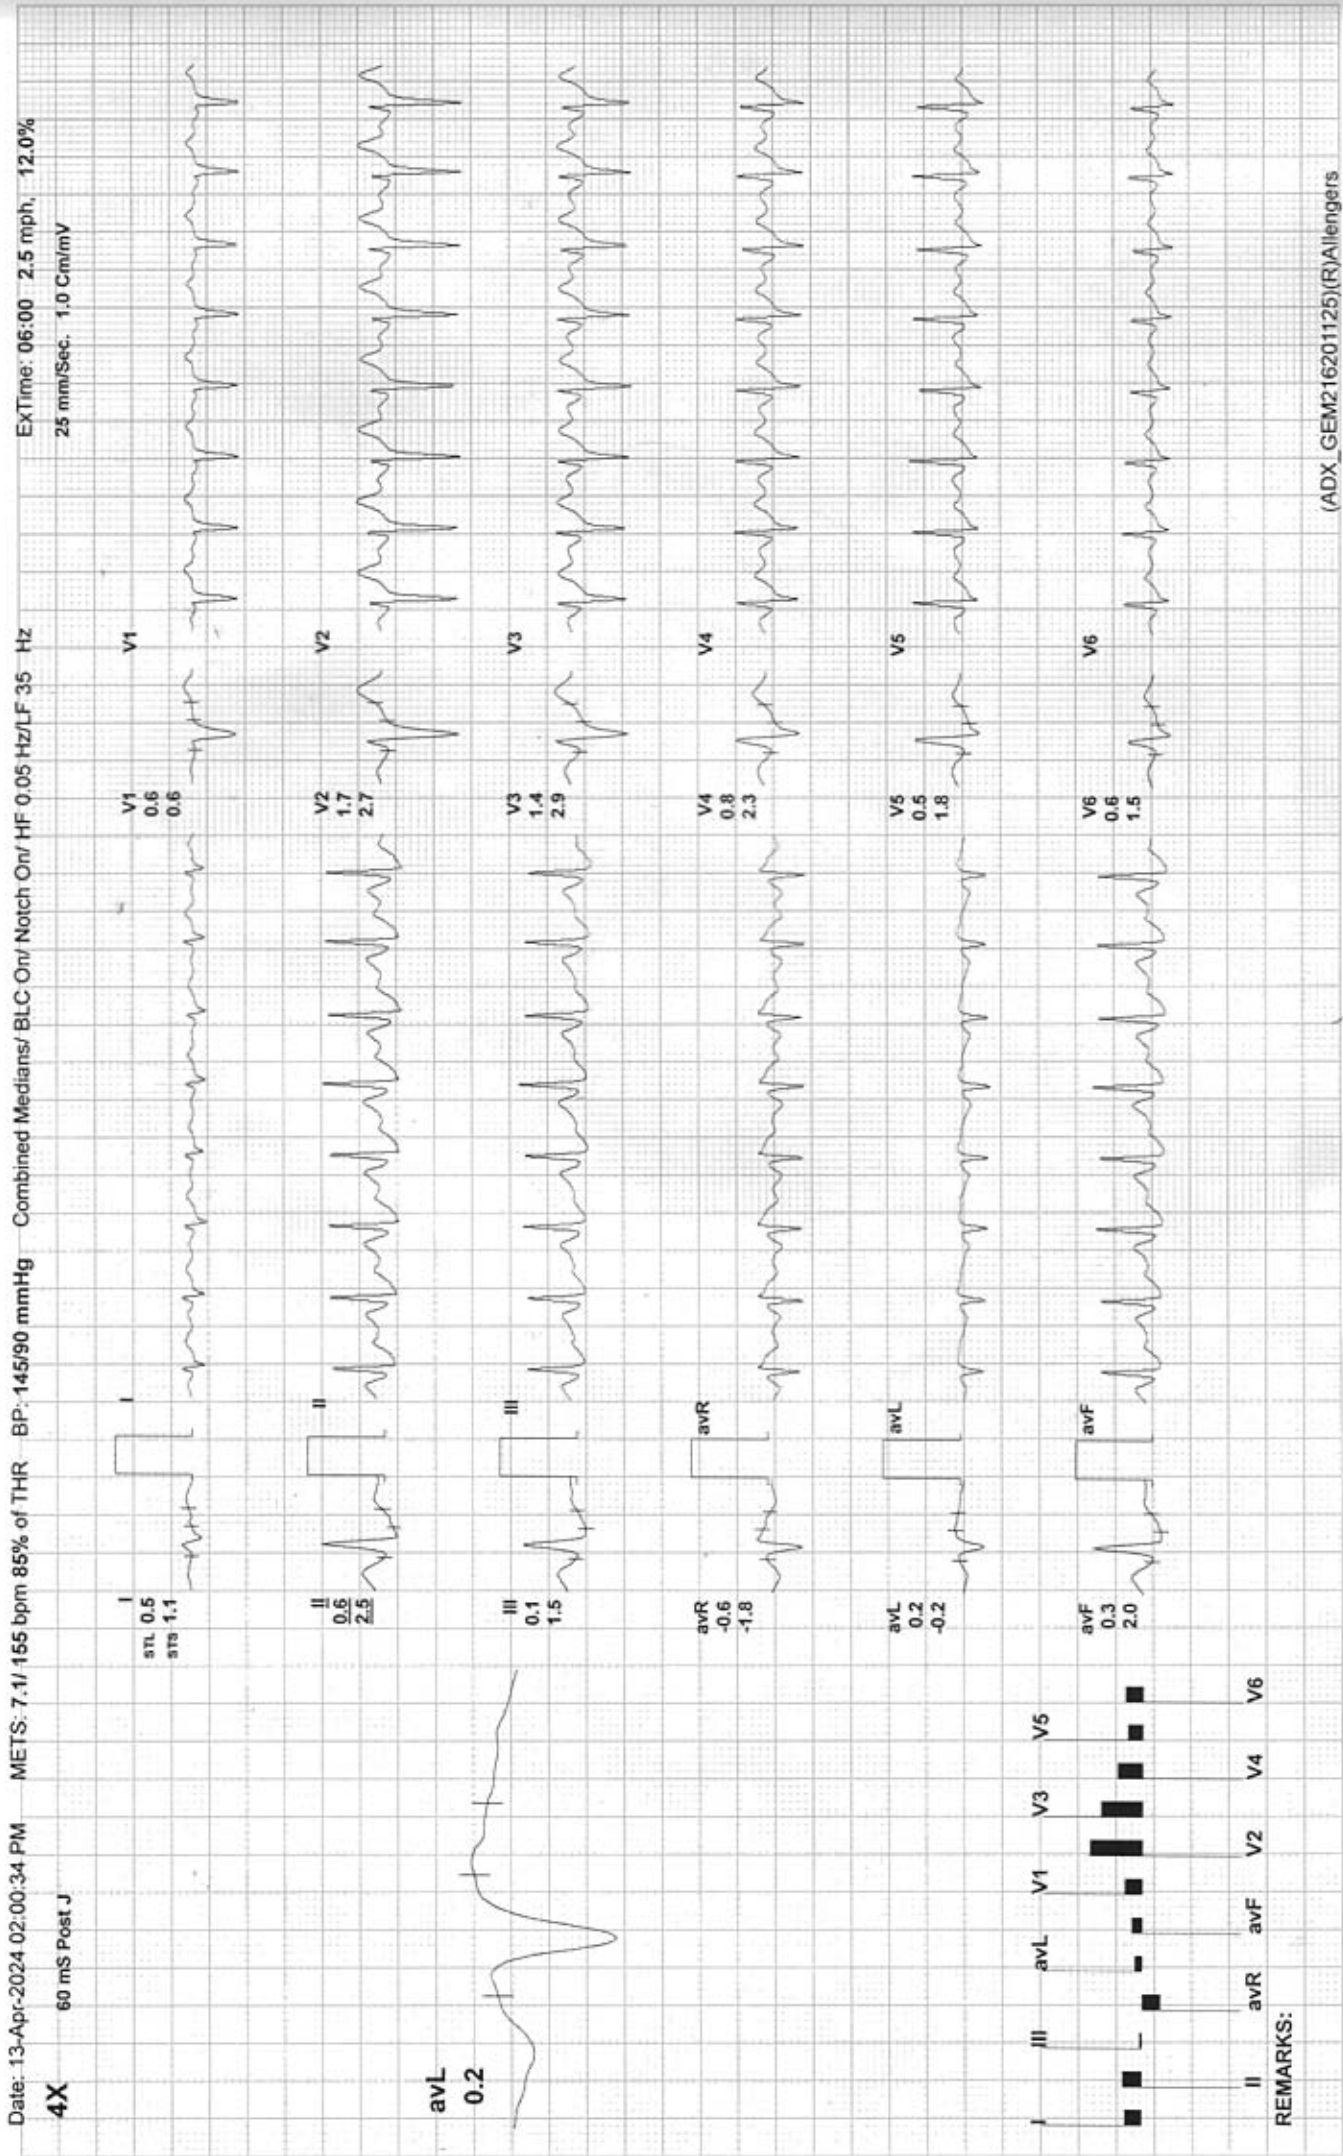 Date: 13-Apr-2024 02:00:34 PM METS: 7.1/ 155 bpm 85% of THR BP: 145/90 mmHg Combined Medians/ BLC On/ Notch On/ HF 0.05 Hz/LF 35 Hz ExTime: 06:00 2.5 mph, 12.0%
4X 60 mS Post J 25 mm/Sec. 1.0 Cm/mV
avL
0.2
I
STL 0.5
STS 1.1
I
V1
0.6
0.6
V1
II
0.6
2.5
II
V2
1.7
2.7
V2
III
0.1
1.5
III
V3
1.4
2.9
V3
avR
-0.6
-1.8
avR
V4
0.8
2.3
V4
avL
0.2
-0.2
avL
V5
0.5
1.8
V5
avF
0.3
2.0
avF
V6
0.6
1.5
V6
I III avL V1 V3 V5
II avR avF V2 V4 V6
REMARKS:
(ADX_GEM216201125)(R)Allengers